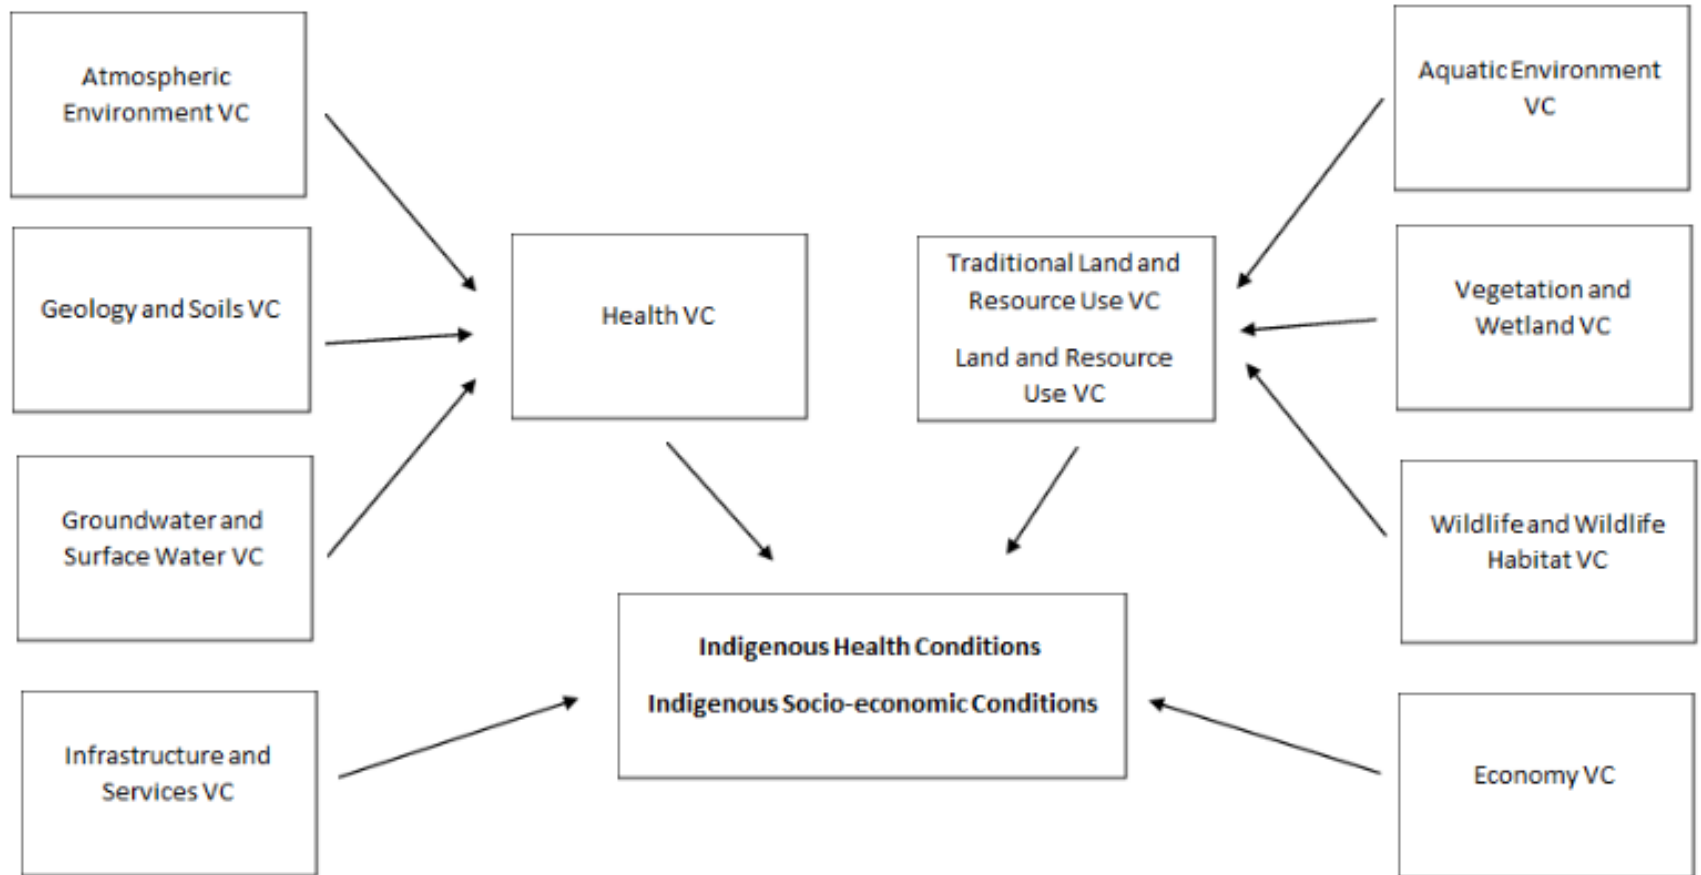 Atmospheric
Environment VC
Geology and Soils VC
Groundwater and
Surface Water VC
Infrastructure and
Services VC
Health VC
Traditional Land and
Resource Use VC
Land and Resource
Use VC
Indigenous Health Conditions
Indigenous Socio-economic Conditions
Aquatic Environment
VC
Vegetation and
Wetland VC
Wildlife and Wildlife
Habitat VC
Economy VC